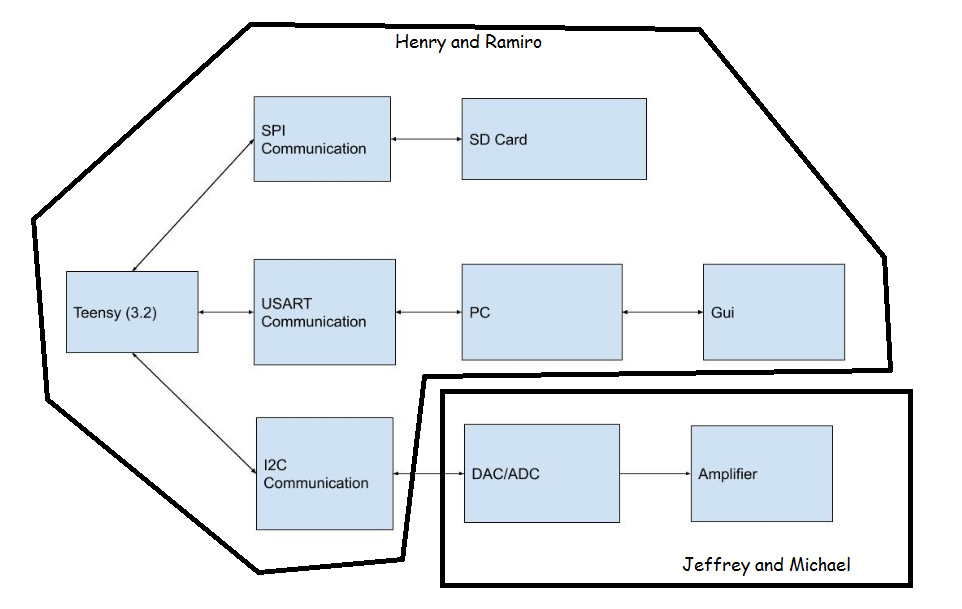 Henry and Ramiro
SPI
Communication
SD Card
Teensy (3.2)
USART
Communication
PC
Gui
I2C
Communication
DAC/ADC
Amplifier
Jeffrey and Michael